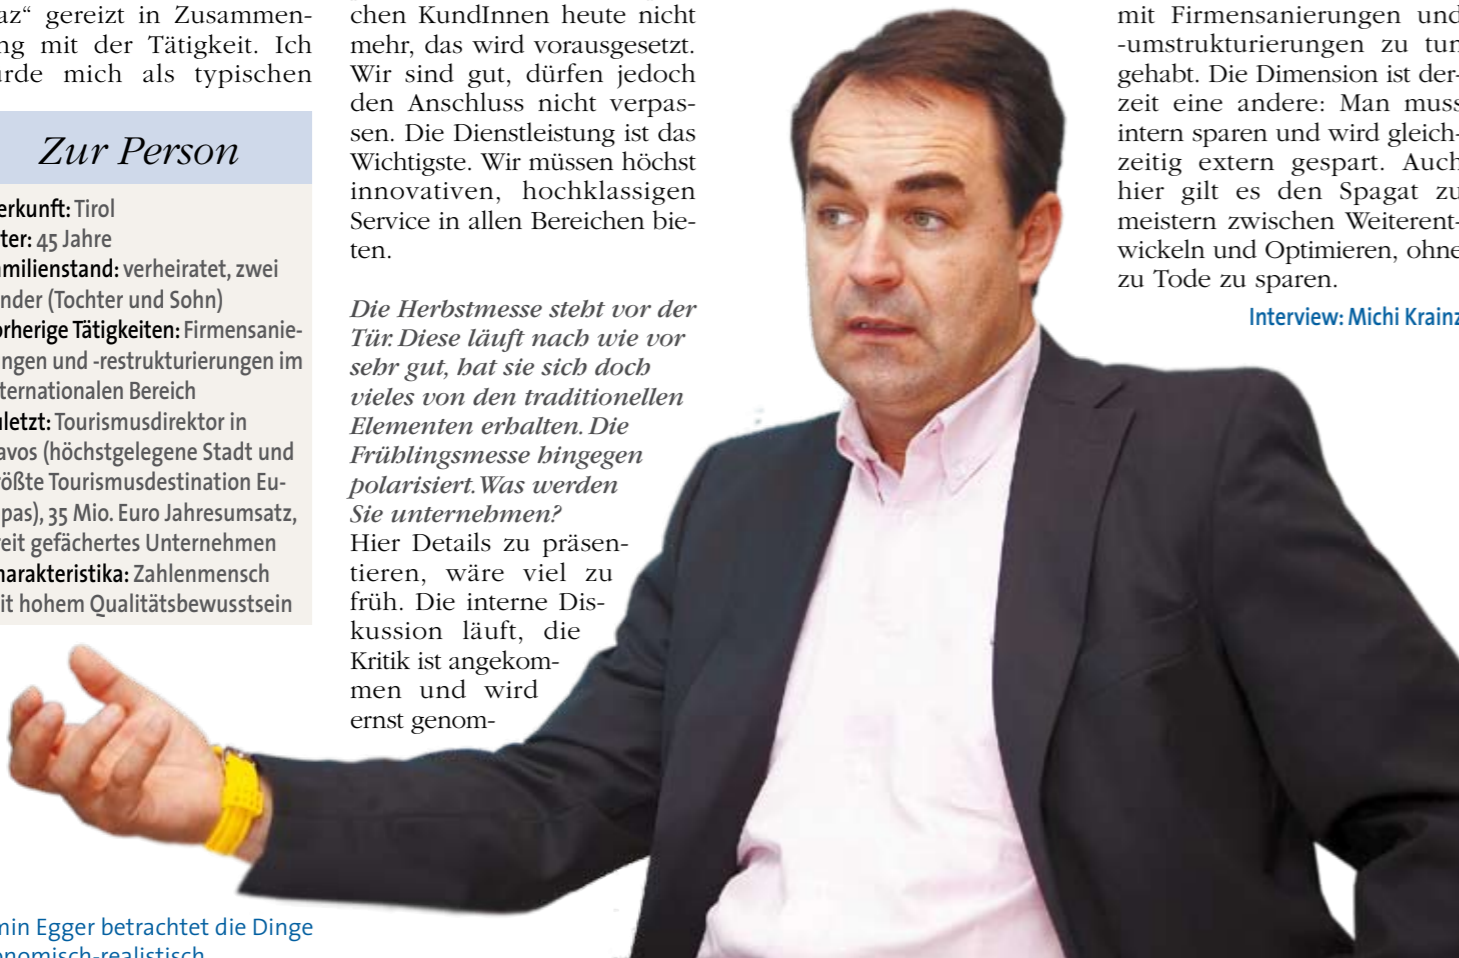 az“ gereizt in Zusammen-
ng mit der Tätigkeit. Ich
rde mich als typischen
Zur Person
erkunft: Tirol
ter: 45 Jahre
milienstand: verheiratet, zwei
nder (Tochter und Sohn)
orherige Tätigkeiten: Firmensanie-
ngen und -restrukturierungen im
ternationalen Bereich
letzt: Tourismusdirektor in
avos (höchstgelegene Stadt und
ößte Tourismusdestination Eu-
pas), 35 Mio. Euro Jahresumsatz,
eit gefächertes Unternehmen
harakteristika: Zahlenmensch
it hohem Qualitätsbewusstsein
min Egger betrachtet die Dinge
onomisch-realistisch
chen KundInnen heute nicht
mehr, das wird vorausgesetzt.
Wir sind gut, dürfen jedoch
den Anschluss nicht verpas-
sen. Die Dienstleistung ist das
Wichtigste. Wir müssen höchst
innovativen, hochklassigen
Service in allen Bereichen bie-
ten.
Die Herbstmesse steht vor der
Tür. Diese läuft nach wie vor
sehr gut, hat sie sich doch
vieles von den traditionellen
Elementen erhalten. Die
Frühlingsmesse hingegen
polarisiert. Was werden
Sie unternehmen?
Hier Details zu präsen-
tieren, wäre viel zu
früh. Die interne Dis-
kussion läuft, die
Kritik ist angekom-
men und wird
ernst genom-
mit Firmensanierungen und
-umstrukturierungen zu tun
gehabt. Die Dimension ist der-
zeit eine andere: Man muss
intern sparen und wird gleich-
zeitig extern gespart. Auch
hier gilt es den Spagat zu
meistern zwischen Weiterent-
wickeln und Optimieren, ohne
zu Tode zu sparen.
Interview: Michi Krainz